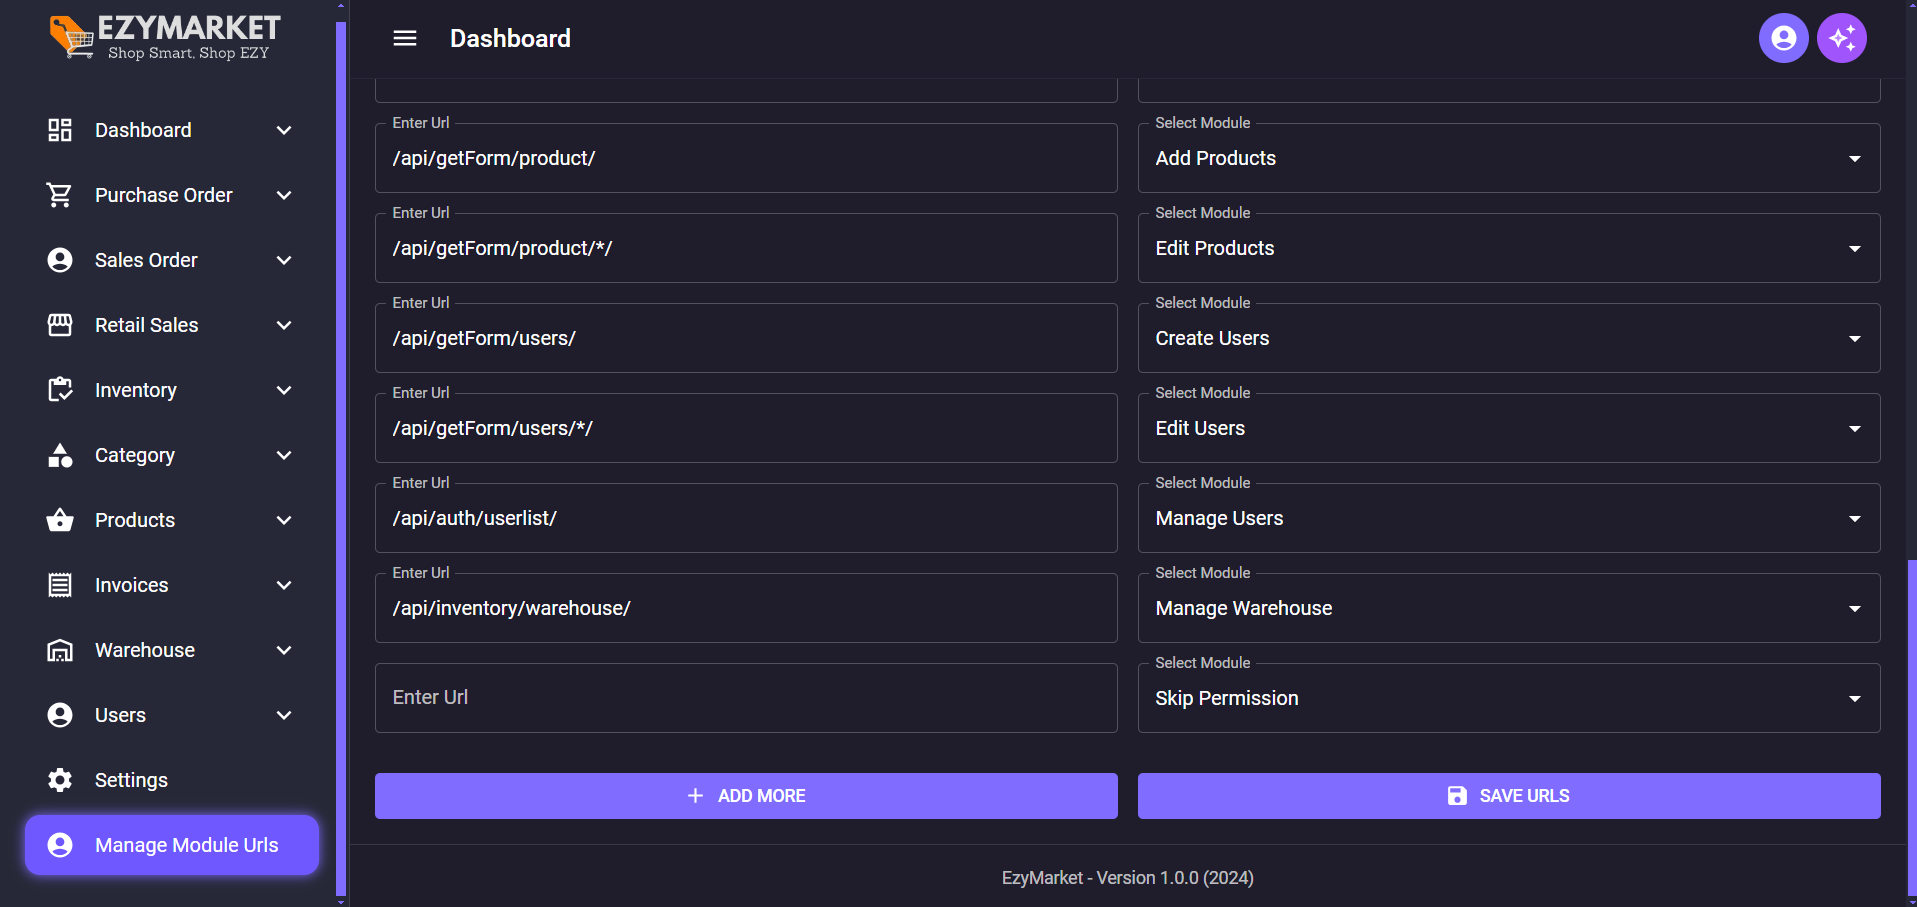 EZYMARKET
Shop Smart, Shop EZY
Dashboard
Purchase Order
Sales Order
Retail Sales
Inventory
Category
Products
Invoices
Warehouse
Users
Settings
Manage Module Urls
Dashboard
Enter Url
/api/getForm/product/
Select Module
Add Products
Enter Url
/api/getForm/product/*/
Select Module
Edit Products
Enter Url
/api/getForm/users/
Select Module
Create Users
Enter Url
/api/getForm/users/*/
Select Module
Edit Users
Enter Url
/api/auth/userlist/
Select Module
Manage Users
Enter Url
/api/inventory/warehouse/
Select Module
Manage Warehouse
Enter Url
Select Module
Skip Permission
ADD MORE
SAVE URLS
EzyMarket - Version 1.0.0 (2024)